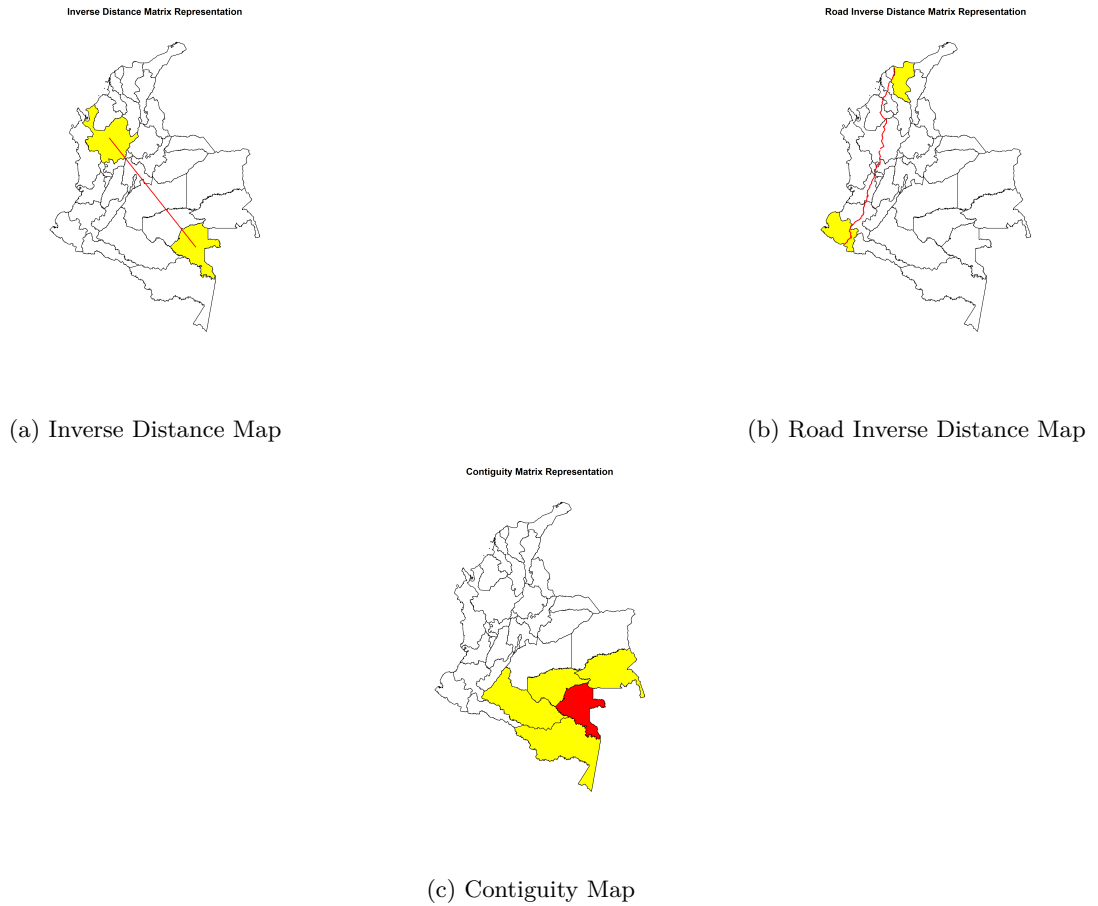 Inverse Distance Matrix Representation
Road Inverse Distance Matrix Representation
(a) Inverse Distance Map
(b) Road Inverse Distance Map
Contiguity Matrix Representation
(c) Contiguity Map